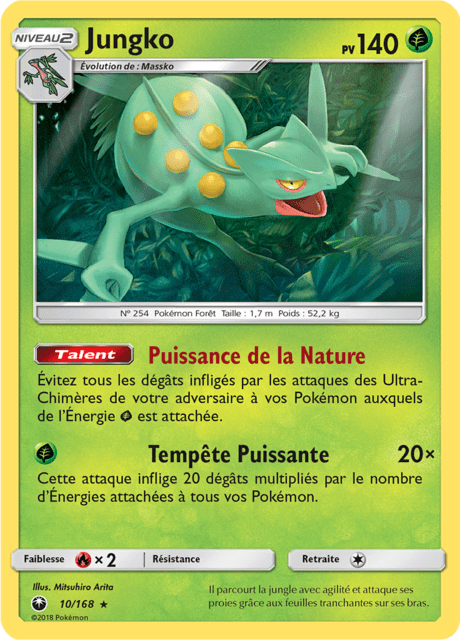 NIVEAU2
Jungko
PV140
Évolution de : Massko
N° 254 Pokémon Forêt Taille : 1,7 m Poids : 52,2 kg
Talent Puissance de la Nature
Évitez tous les dégâts infligés par les attaques des Ultra-
Chimères de votre adversaire à vos Pokémon auxquels
de l'Énergie est attachée.
Tempête Puissante 20×
Cette attaque inflige 20 dégâts multipliés par le nombre
d'Énergies attachées à tous vos Pokémon.
Faiblesse × 2 Résistance Retraite
Illus. Mitsuhiro Arita
10/168 ★
©2018 Pokémon
Il parcourt la jungle avec agilité et attaque ses
proies grâce aux feuilles tranchantes sur ses bras.